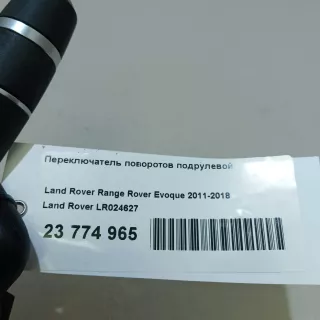 Переключатель поворотов подрулевой
Land Rover Range Rover Evoque 2011-2018
Land Rover LR024627
23 774 965